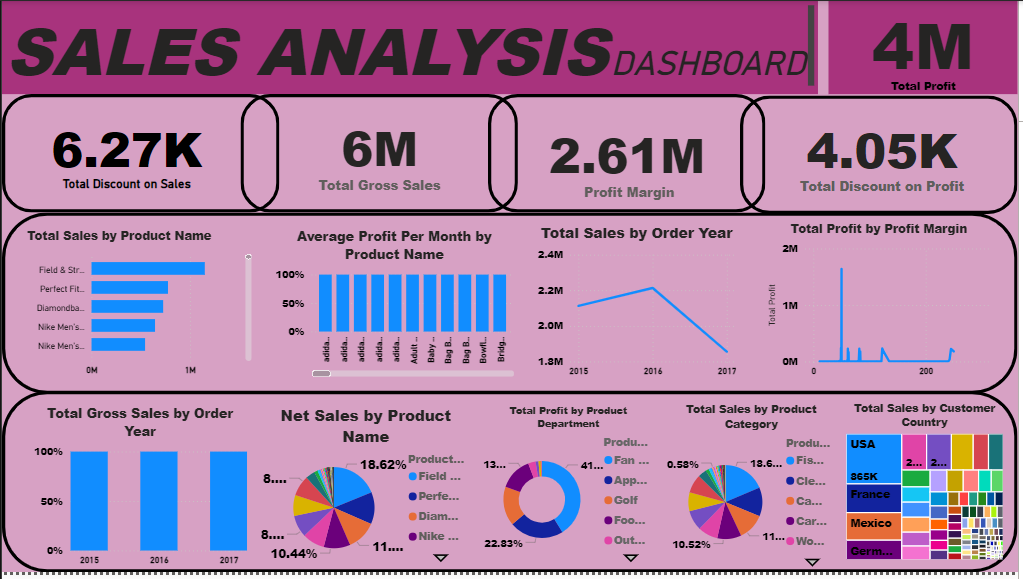 SALES ANALYSIS DASHBOARD
4M
Total Profit
6.27K
Total Discount on Sales
6M
Total Gross Sales
2.61M
Profit Margin
4.05K
Total Discount on Profit
Total Sales by Product Name
Field & Str...
Perfect Fit...
Diamondba...
Nike Men's...
Nike Men's...
0M
1M
Average Profit Per Month by
Product Name
100%
50%
0%
adida...
adida...
adida...
adida...
adida...
Adult ...
Baby ...
Bag B...
Bag B...
Bowfl...
Bridg...
Total Sales by Order Year
2.4M
2.2M
2.0M
1.8M
2015
2016
2017
Total Profit by Profit Margin
Total Profit
2M
1M
0M
0
200
Total Gross Sales by Order
Year
100%
50%
0%
2015
2016
2017
Net Sales by Product
Name
18.62%
11....
10.44%
8....
8....
Product...
Field ...
Perfe...
Diam...
Nike ...
Total Profit by Product
Department
13...
41...
22.83%
Produ...
Fan ...
App...
Golf
Foo...
Out...
Total Sales by Product
Category
0.58%
18.6...
11...
10.52%
Produ...
Fis...
Cle...
Ca...
Car...
Wo...
Total Sales by Customer
Country
USA
865K
France
Mexico
Germ...
2...
2...